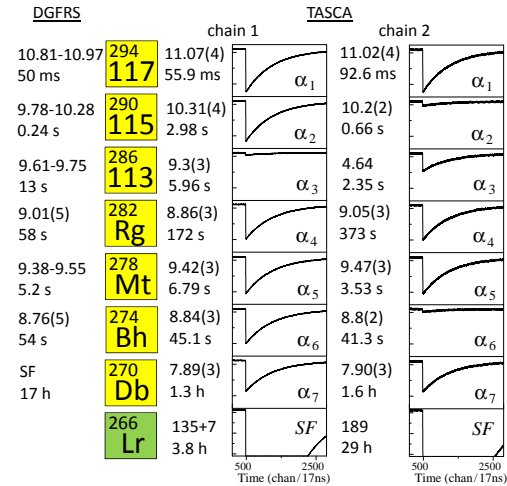 DGFRS TASCA
chain 1 chain 2
10.81-10.97 294 11.07(4) 11.02(4)
50 ms 117 55.9 ms α1 92.6 ms α1
9.78-10.28 290 10.31(4) 10.2(2)
0.24 s 115 2.98 s α2 0.66 s α2
9.61-9.75 286 9.3(3) 4.64
13 s 113 5.96 s α3 2.35 s α3
9.01(5) 282 8.86(3) 9.05(3)
58 s Rg 172 s α4 373 s α4
9.38-9.55 278 9.42(3) 9.47(3)
5.2 s Mt 6.79 s α5 3.53 s α5
8.76(5) 274 8.84(3) 8.8(2)
54 s Bh 45.1 s α6 41.3 s α6
SF 270 7.89(3) 7.90(3)
17 h Db 1.3 h α7 1.6 h α7
266 135+7 SF 189 SF
Lr 3.8 h 29 h
500 2500 500 2500
Time (chan/17ns) Time (chan/17ns)